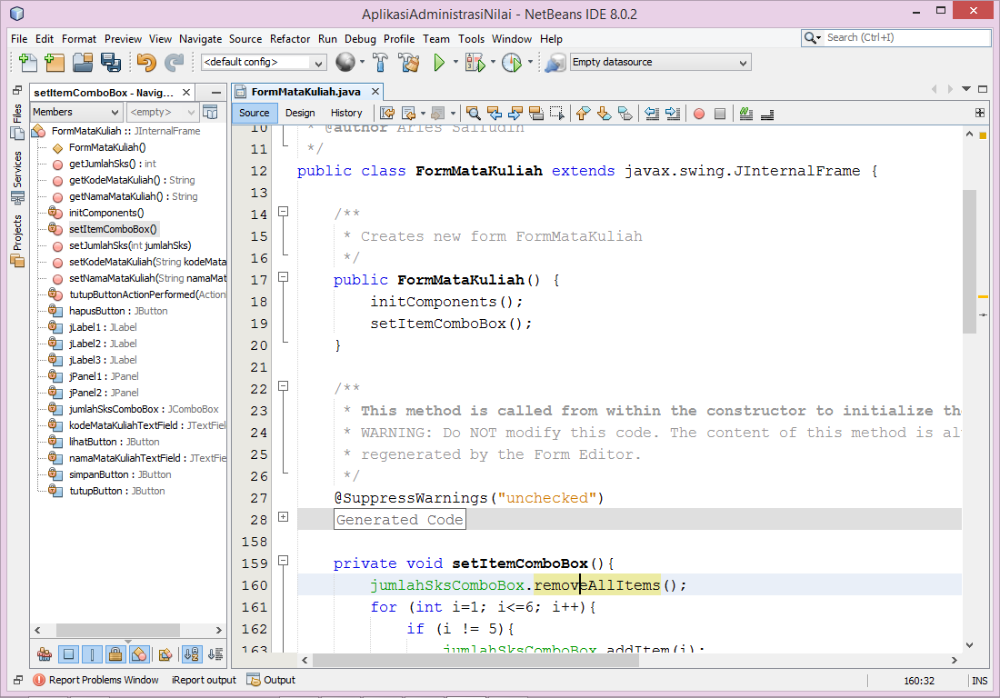 AplikasiAdministrasiNilai - NetBeans IDE 8.0.2
File Edit Format Preview View Navigate Source Refactor Run Debug Profile Team Tools Window Help
Search (Ctrl+I)
<default config>
Empty datasource
setItemComboBox - Navig...
FormMataKuliah.java
Members
<empty>
Source Design History
Files
Services
Projects
FormMataKuliah :: JInternalFrame
FormMataKuliah()
getJumlahSks() : int
getKodeMataKuliah() : String
getNamaMataKuliah() : String
initComponents()
setItemComboBox()
setJumlahSks(int jumlahSks)
setKodeMataKuliah(String kodeMata
setNamaMataKuliah(String namaMat
tutupButtonActionPerformed(Action
hapusButton : JButton
jLabel1 : JLabel
jLabel2 : JLabel
jLabel3 : JLabel
jPanel1 : JPanel
jPanel2 : JPanel
jumlahSksComboBox : JComboBox
kodeMataKuliahTextField : JTextFiel
lihatButton : JButton
namaMataKuliahTextField : JTextFie
simpanButton : JButton
tutupButton : JButton
10 * @author Aries Saifudin
11 */
12 public class FormMataKuliah extends javax.swing.JInternalFrame {
13
14 /**
15 * Creates new form FormMataKuliah
16 */
17 public FormMataKuliah() {
18 initComponents();
19 setItemComboBox();
20 }
21
22 /**
23 * This method is called from within the constructor to initialize the
24 * WARNING: Do NOT modify this code. The content of this method is al
25 * regenerated by the Form Editor.
26 */
27 @SuppressWarnings("unchecked")
28 Generated Code
158
159 private void setItemComboBox(){
160 jumlahSksComboBox.removeAllItems();
161 for (int i=1; i<=6; i++){
162 if (i != 5){
163 jumlahSksComboBox.addItem(i);
Report Problems Window iReport output Output
160:32 INS